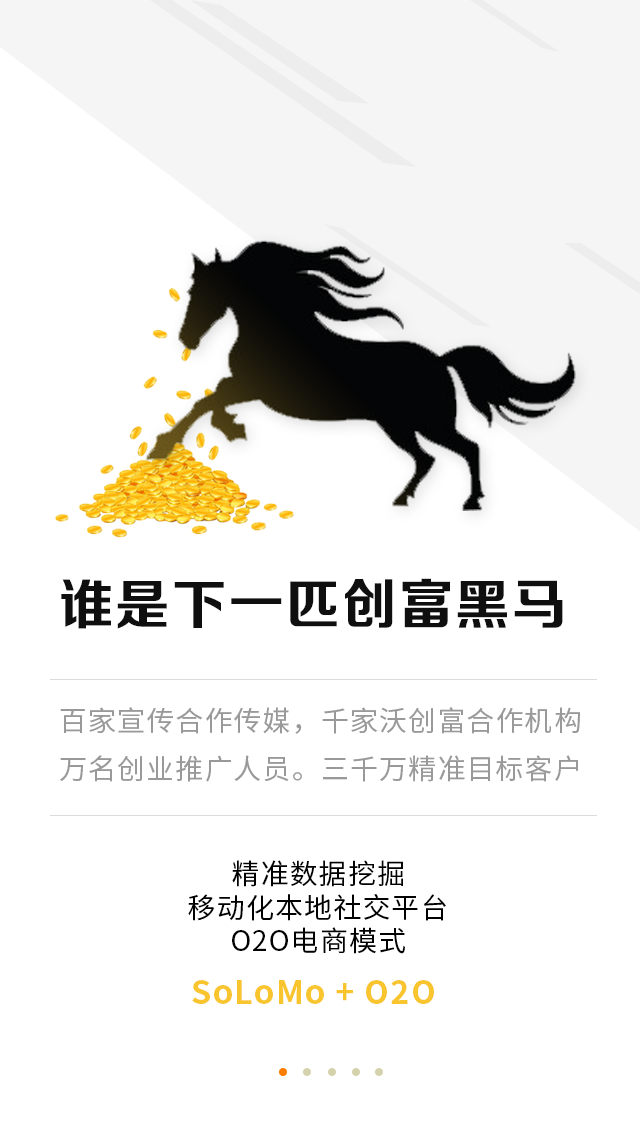 谁是下一匹创富黑马
百家宣传合作传媒，千家沃创富合作机构
万名创业推广人员。三千万精准目标客户
精准数据挖掘
移动化本地社交平台
O2O电商模式
SoLoMo + O2O